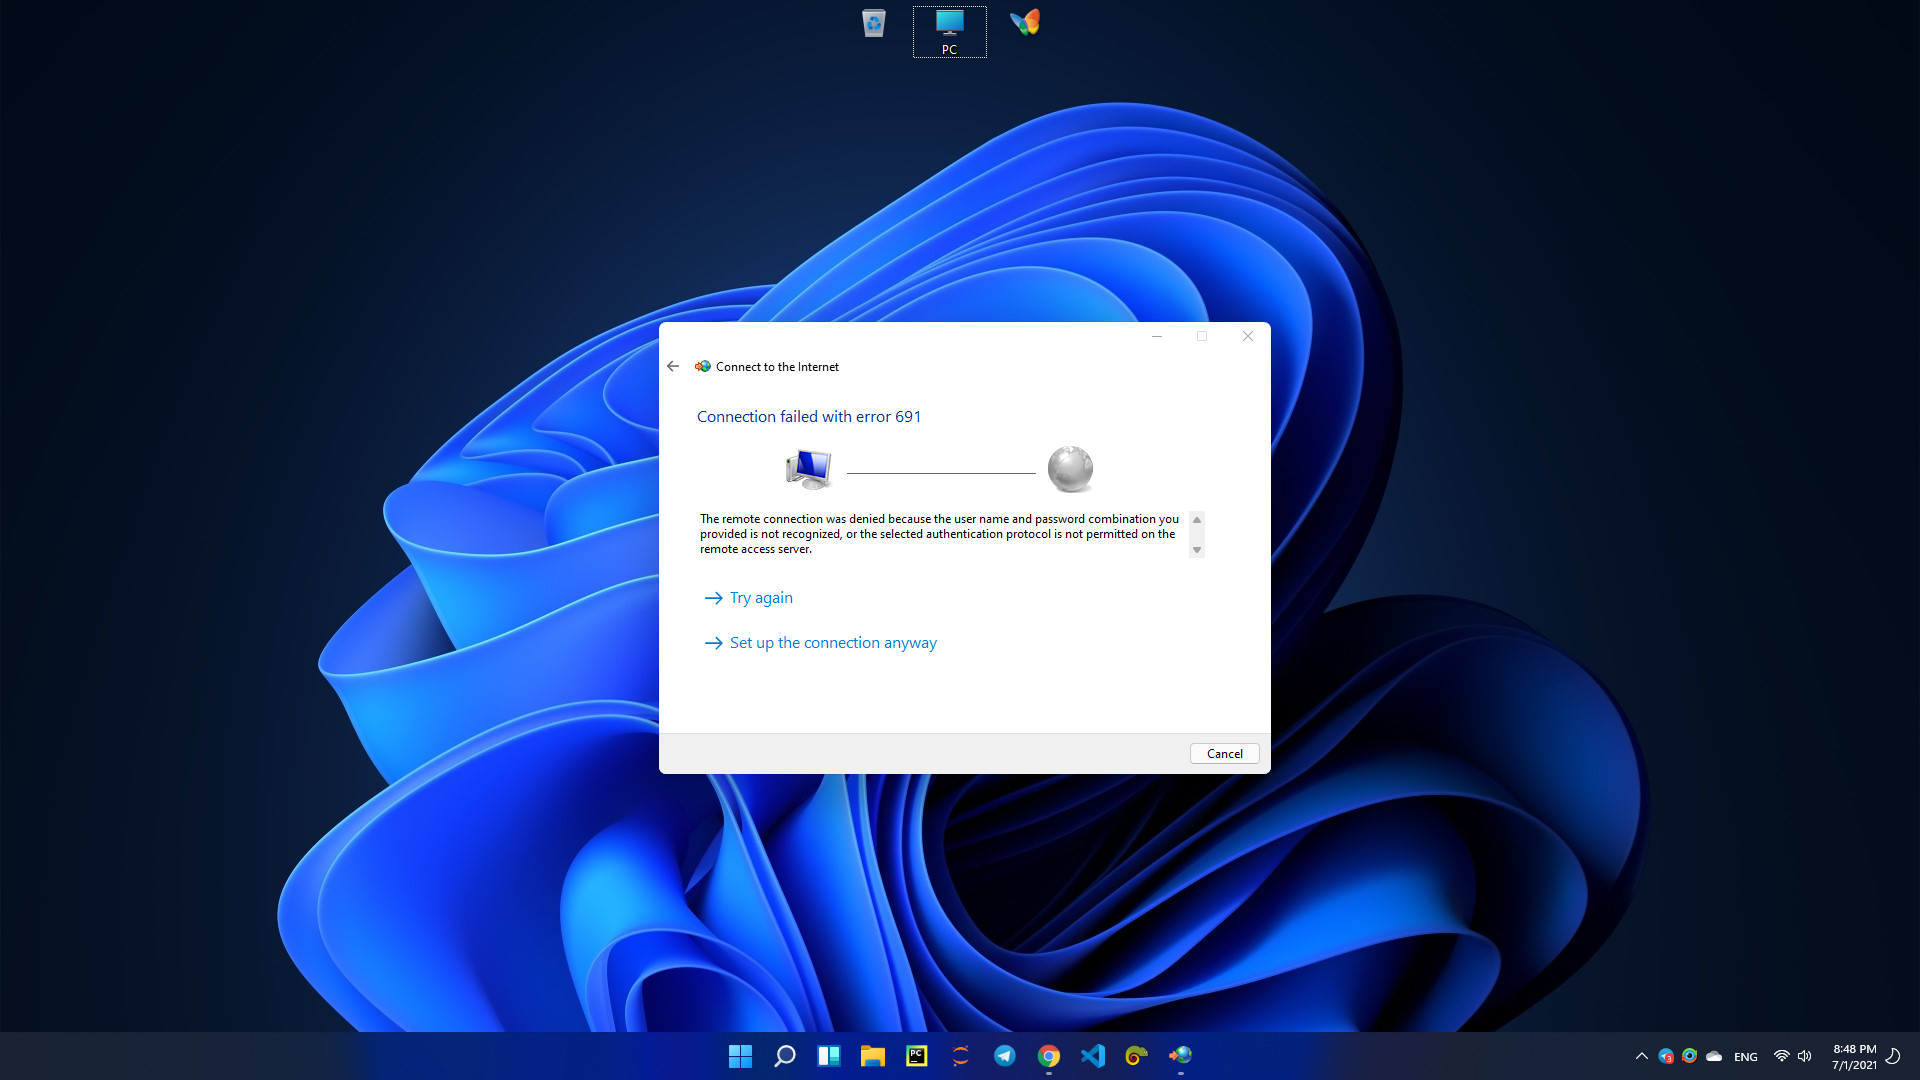 PC
Connect to the Internet
Connection failed with error 691
The remote connection was denied because the user name and password combination you
provided is not recognized, or the selected authentication protocol is not permitted on the
remote access server.
Try again
Set up the connection anyway
Cancel
PC
3
ENG
8:48 PM
7/1/2021